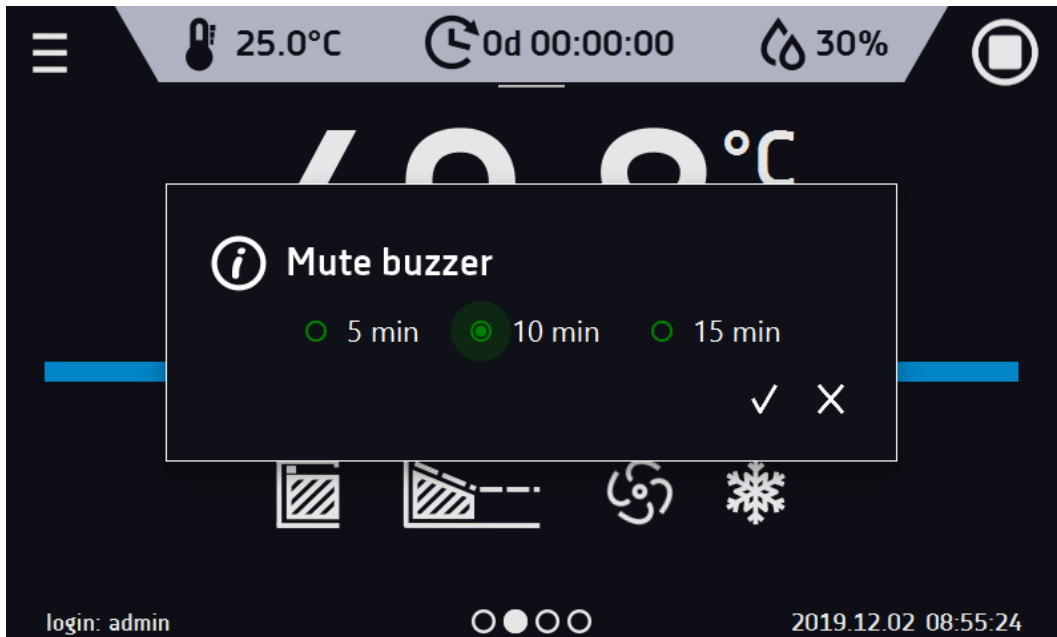 25.0°C 0d 00:00:00 30%
°C
Mute buzzer
5 min 10 min 15 min
login: admin 2019.12.02 08:55:24